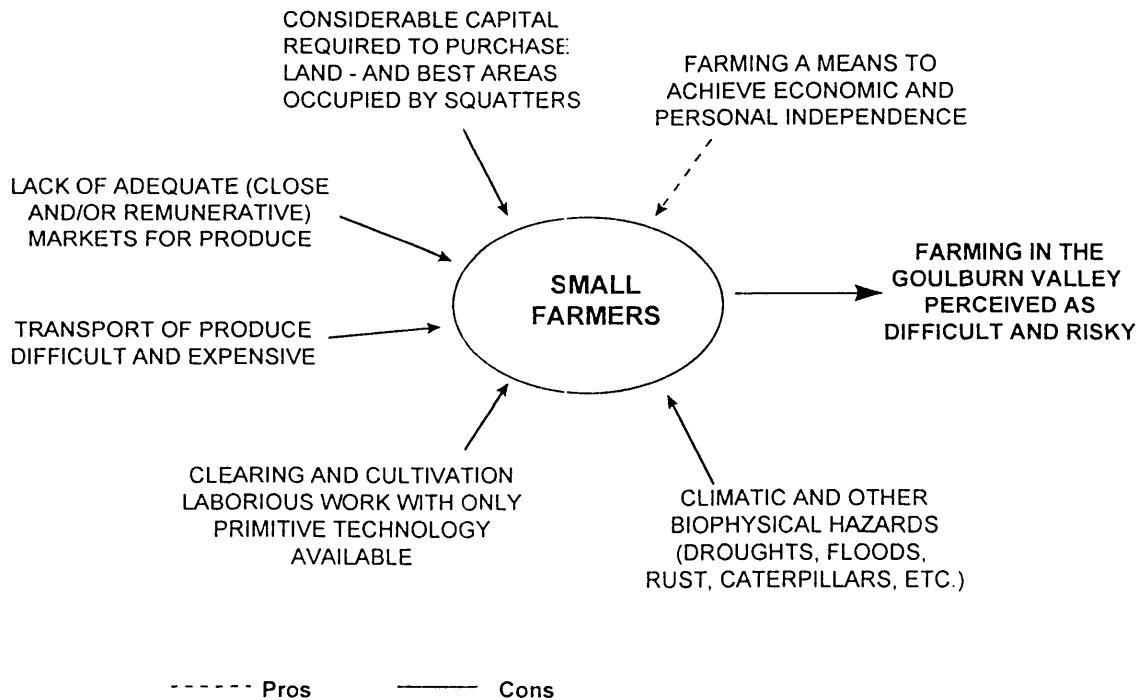 CONSIDERABLE CAPITAL
REQUIRED TO PURCHASE
LAND - AND BEST AREAS
OCCUPIED BY SQUATTERS
FARMING A MEANS TO
ACHIEVE ECONOMIC AND
PERSONAL INDEPENDENCE
LACK OF ADEQUATE (CLOSE
AND/OR REMUNERATIVE)
MARKETS FOR PRODUCE
SMALL
FARMERS
FARMING IN THE
GOULBURN VALLEY
PERCEIVED AS
DIFFICULT AND RISKY
TRANSPORT OF PRODUCE
DIFFICULT AND EXPENSIVE
CLEARING AND CULTIVATION
LABORIOUS WORK WITH ONLY
PRIMITIVE TECHNOLOGY
AVAILABLE
CLIMATIC AND OTHER
BIOPHYSICAL HAZARDS
(DROUGHTS, FLOODS,
RUST, CATERPILLARS, ETC.)
Pros
Cons